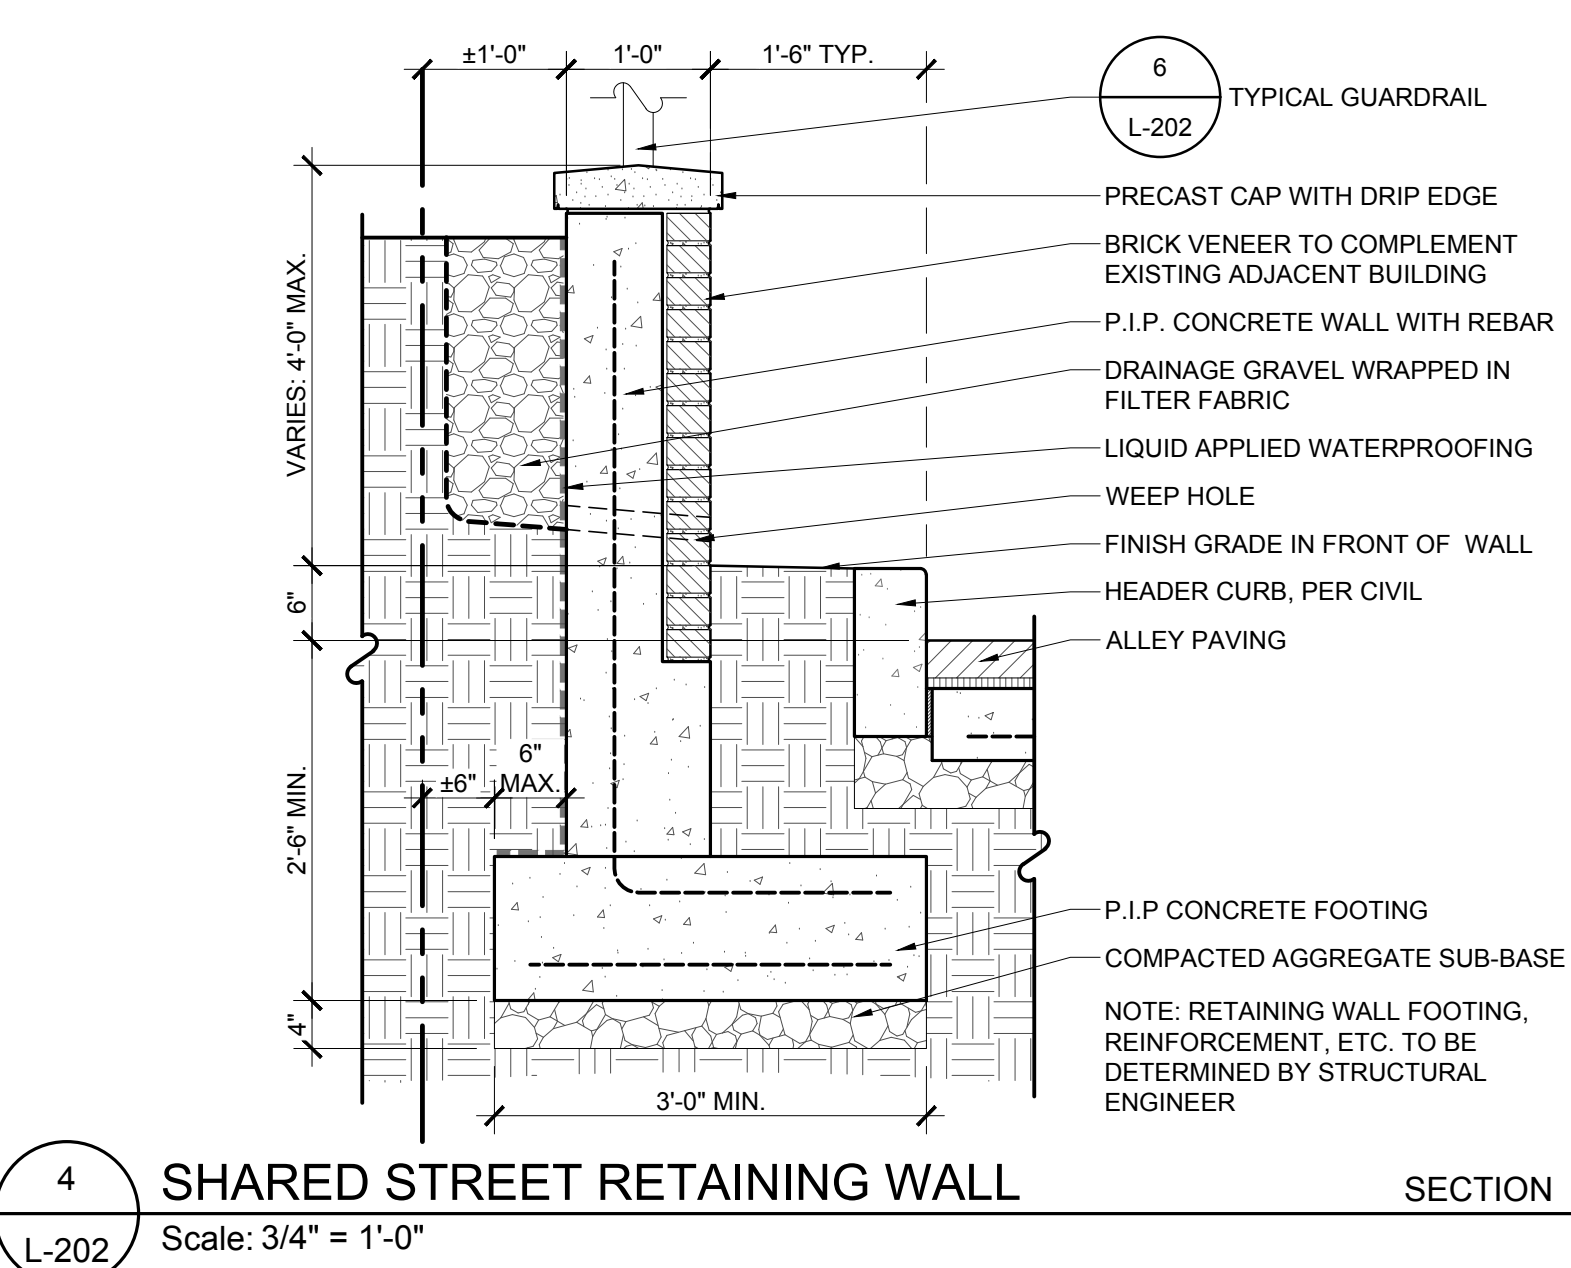 ±1'-0"
1'-0"
1'-6" TYP.
6
L-202
TYPICAL GUARDRAIL
PRECAST CAP WITH DRIP EDGE
BRICK VENEER TO COMPLEMENT
EXISTING ADJACENT BUILDING
P.I.P. CONCRETE WALL WITH REBAR
DRAINAGE GRAVEL WRAPPED IN
FILTER FABRIC
LIQUID APPLIED WATERPROOFING
WEEP HOLE
FINISH GRADE IN FRONT OF WALL
HEADER CURB, PER CIVIL
ALLEY PAVING
VARIES: 4'-0" MAX.
6"
2'-6" MIN.
4"
±6"
6"
MAX.
P.I.P CONCRETE FOOTING
COMPACTED AGGREGATE SUB-BASE
NOTE: RETAINING WALL FOOTING,
REINFORCEMENT, ETC. TO BE
DETERMINED BY STRUCTURAL
ENGINEER
3'-0" MIN.
4
L-202
SHARED STREET RETAINING WALL
SECTION
Scale: 3/4" = 1'-0"